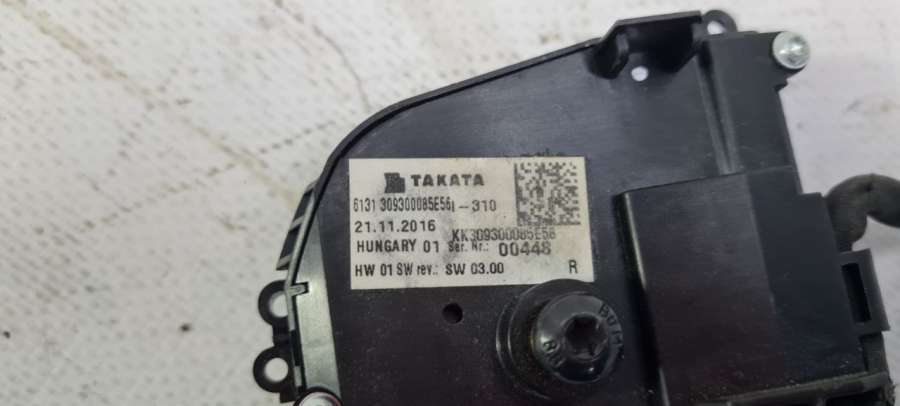 TAKATA
6131 309300085E56 -310
21.11.2016 KK309300085E56
HUNGARY 01 Ser. Nr.: 00448
HW 01 SW rev.: SW 03.00 R